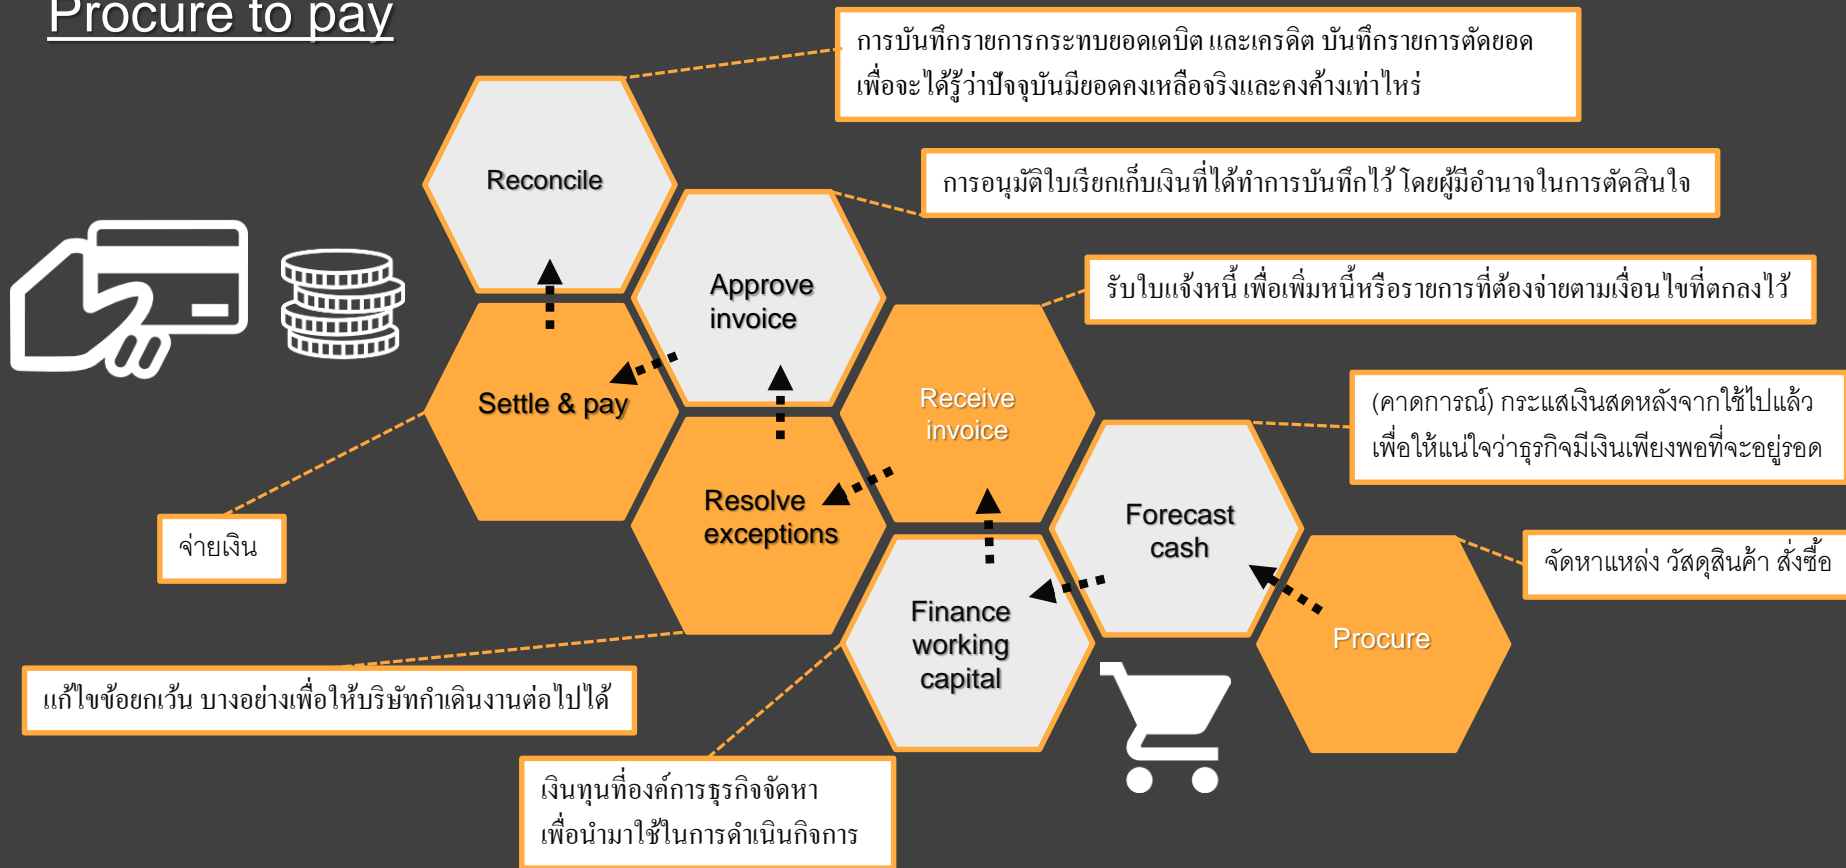 Procure to pay
การบันทึกรายการกระทบยอดเดบิต และเครดิต บันทึกรายการตัดยอด
เพื่อจะได้รู้ว่าปัจจุบันมียอดคงเหลือจริงและคงค้างเท่าไหร่
Reconcile
การอนุมัติใบเรียกเก็บเงินที่ได้ทำการบันทึกไว้ โดยผู้มีอำนาจในการตัดสินใจ
Approve
invoice
รับใบแจ้งหนี้ เพื่อเพิ่มหนี้หรือรายการที่ต้องจ่ายตามเงื่อนไขที่ตกลงไว้
Settle & pay
Receive
invoice
(คาดการณ์) กระแสเงินสดหลังจากใช้ไปแล้ว
เพื่อให้แน่ใจว่าธุรกิจมีเงินเพียงพอที่จะอยู่รอด
จ่ายเงิน
Resolve
exceptions
Forecast
cash
จัดหาแหล่ง วัสดุสินค้า สั่งซื้อ
Finance
working
capital
Procure
แก้ไขข้อยกเว้น บางอย่างเพื่อให้บริษัทกำเดินงานต่อไปได้
เงินทุนที่องค์การธุรกิจจัดหา
เพื่อนำมาใช้ในการดำเนินกิจการ